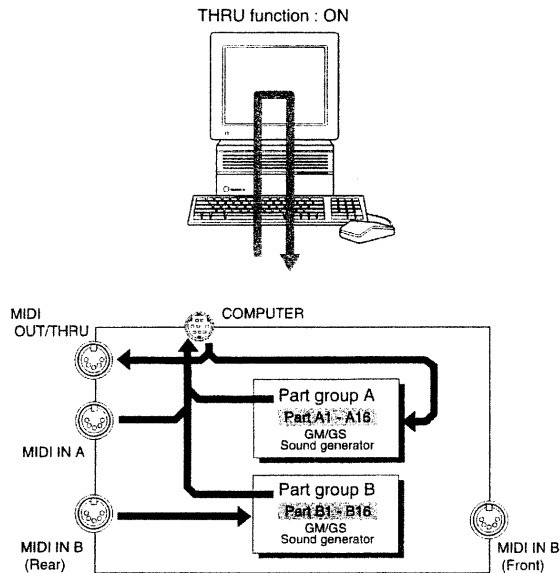 THRU function : ON
MIDI
OUT/THRU
COMPUTER
Part group A
Part A1 - A16
GM/GS
Sound generator
MIDI IN A
Part group B
Part B1 - B16
GM/GS
Sound generator
MIDI IN B
(Rear)
MIDI IN B
(Front)